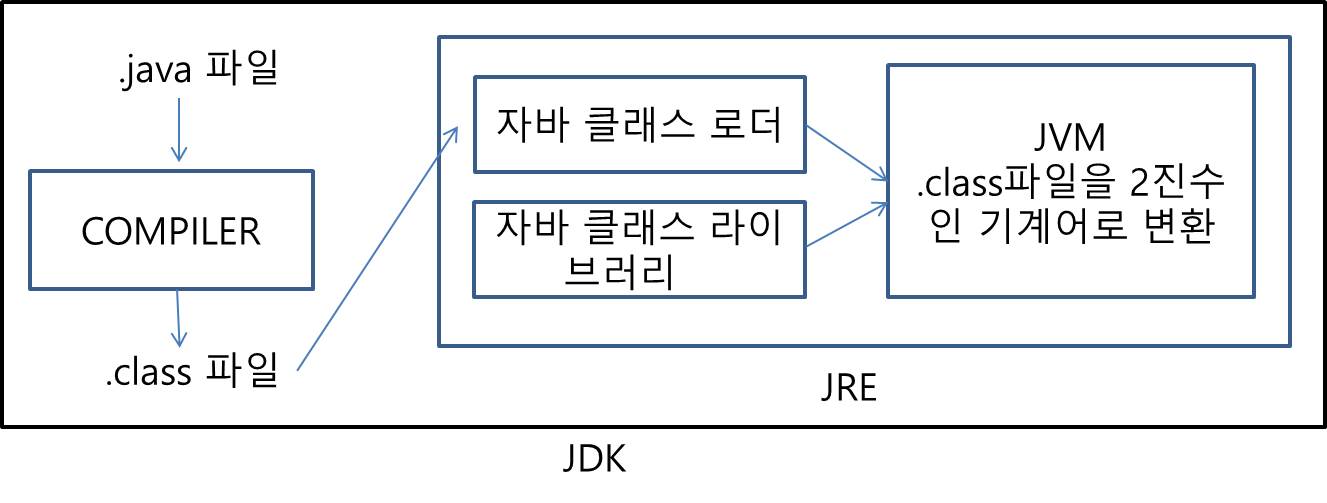 .java 파일
COMPILER
.class 파일
자바 클래스 로더
자바 클래스 라이
브러리
JVM
.class파일을 2진수
인 기계어로 변환
JRE
JDK